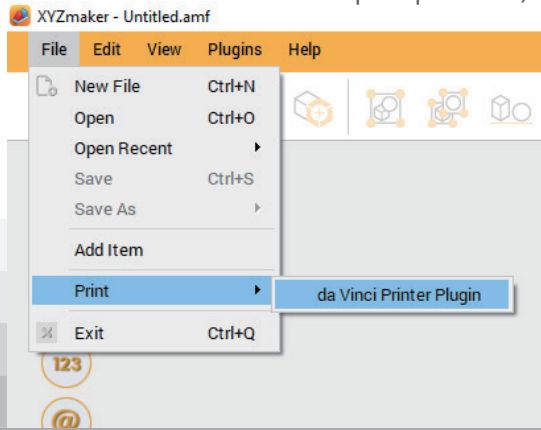 XYZmaker - Untitled.amf
File Edit View Plugins Help
New File Ctrl+N
Open Ctrl+O
Open Recent
Save Ctrl+S
Save As
Add Item
Print da Vinci Printer Plugin
Exit Ctrl+Q
123
@